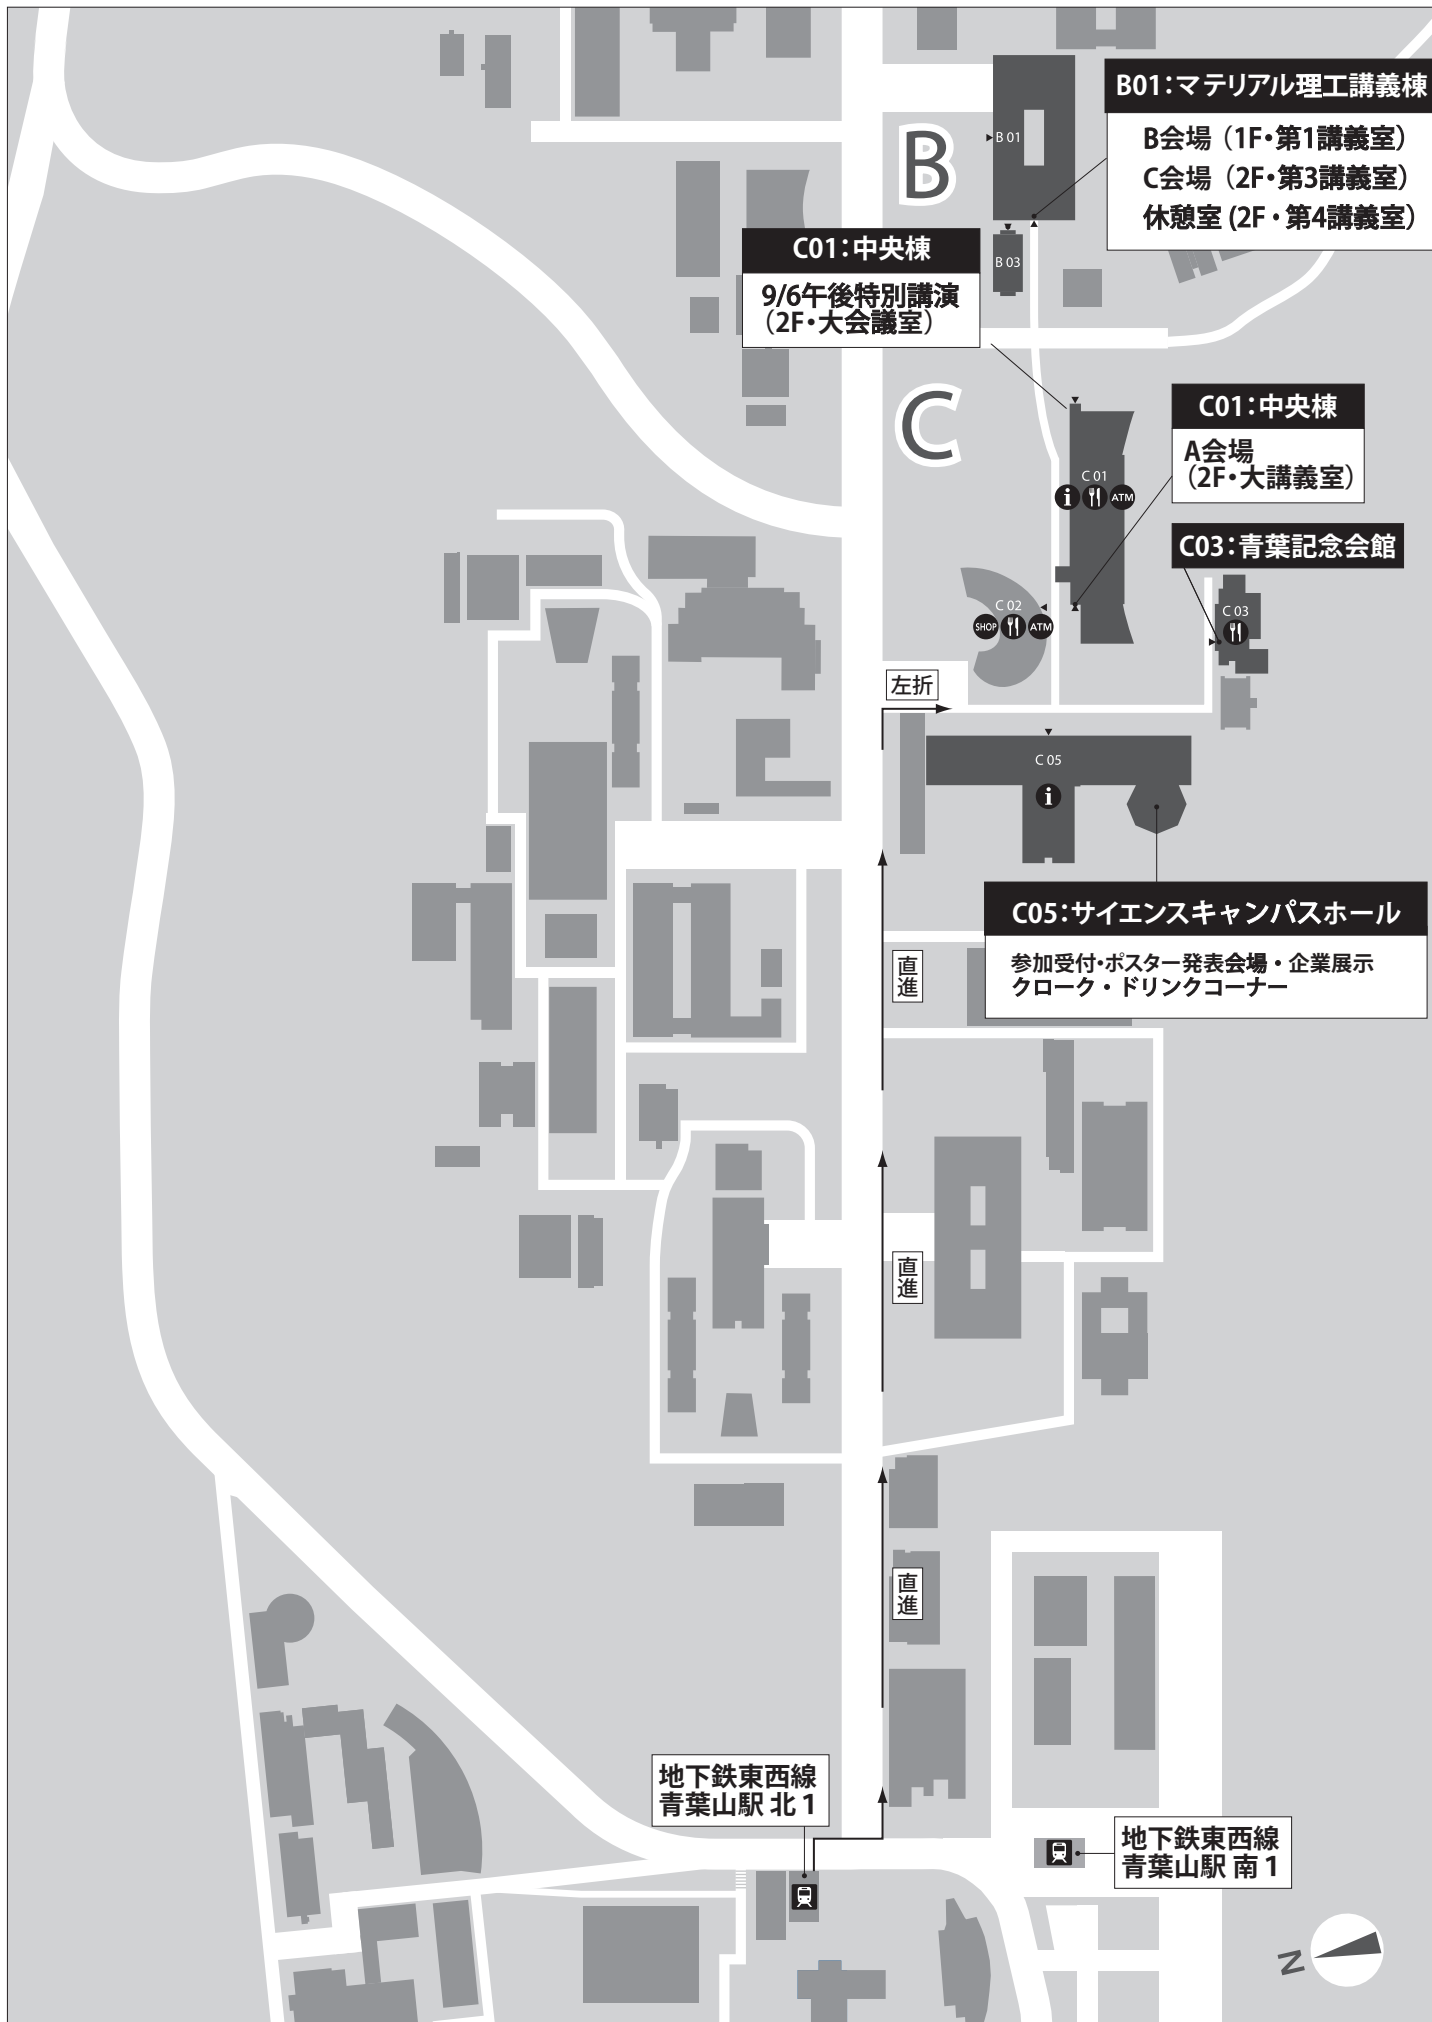 B01：マテリアル理工講義棟
B会場（1F・第1講義室）
C会場（2F・第3講義室）
休憩室 (2F・第4講義室）
B
B 01
B 03
C01：中央棟
9/6午後特別講演
（2F・大会議室）
C
C01：中央棟
A会場
（2F・大講義室）
C 01
i
ATM
C03：青葉記念会館
C 02
SHOP
ATM
C 03
左折
C 05
i
C05：サイエンスキャンパスホール
参加受付・ポスター発表会場・企業展示
クローク・ドリンクコーナー
直進
直進
直進
地下鉄東西線
青葉山駅 北 1
地下鉄東西線
青葉山駅 南 1
N